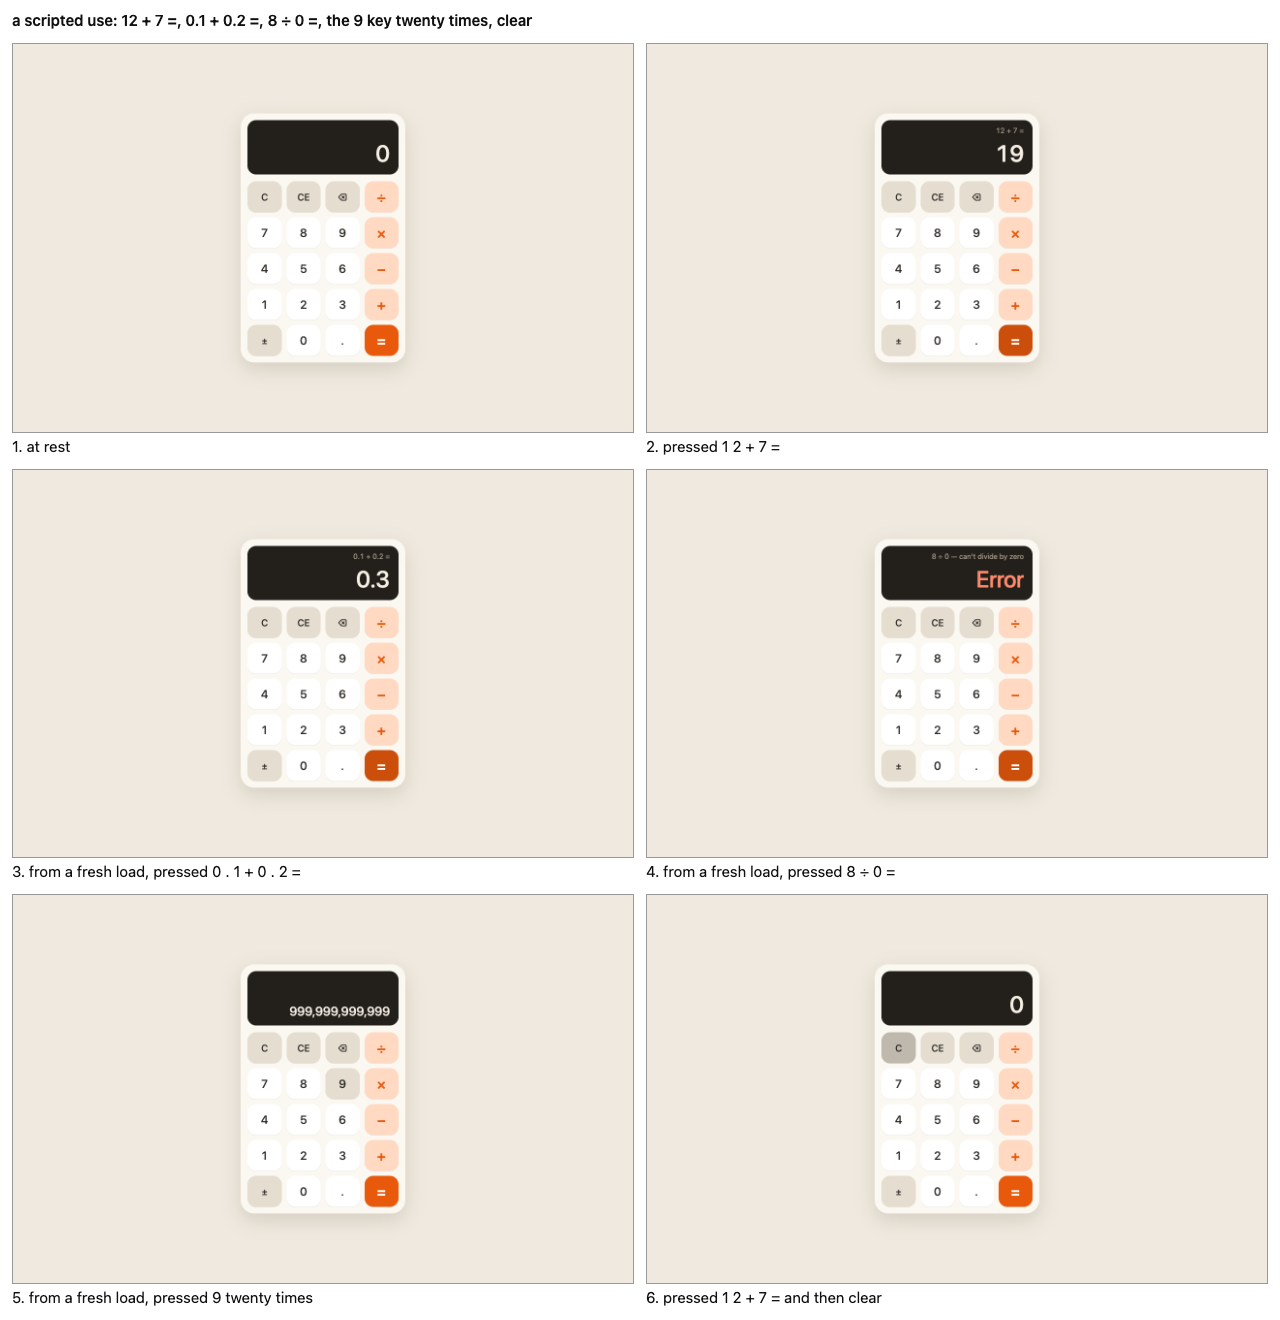 a scripted use: 12 + 7 =, 0.1 + 0.2 =, 8 ÷ 0 =, the 9 key twenty times, clear
0
C CE ⌫ ÷
7 8 9 ×
4 5 6 −
1 2 3 +
± 0 . =
1. at rest
12 + 7 =
19
C CE ⌫ ÷
7 8 9 ×
4 5 6 −
1 2 3 +
± 0 . =
2. pressed 1 2 + 7 =
0.1 + 0.2 =
0.3
C CE ⌫ ÷
7 8 9 ×
4 5 6 −
1 2 3 +
± 0 . =
3. from a fresh load, pressed 0 . 1 + 0 . 2 =
8 ÷ 0 — can't divide by zero
Error
C CE ⌫ ÷
7 8 9 ×
4 5 6 −
1 2 3 +
± 0 . =
4. from a fresh load, pressed 8 ÷ 0 =
999,999,999,999
C CE ⌫ ÷
7 8 9 ×
4 5 6 −
1 2 3 +
± 0 . =
5. from a fresh load, pressed 9 twenty times
0
C CE ⌫ ÷
7 8 9 ×
4 5 6 −
1 2 3 +
± 0 . =
6. pressed 1 2 + 7 = and then clear